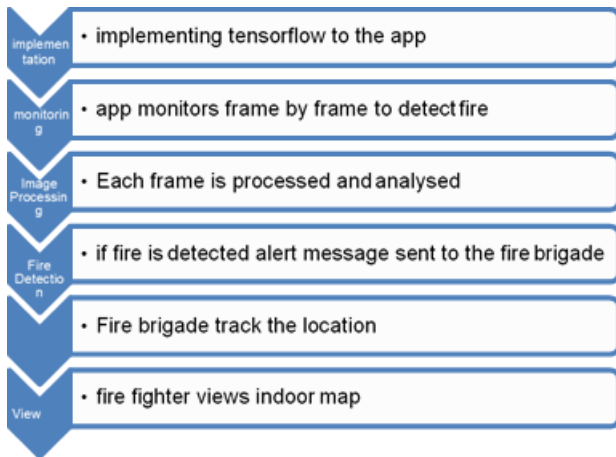 implemen
tation
• implementing tensorflow to the app
monitorin
g
• app monitors frame by frame to detect fire
Image
Processin
g
• Each frame is processed and analysed
Fire
Detectio
n
• if fire is detected alert message sent to the fire brigade
• Fire brigade track the location
View
• fire fighter views indoor map